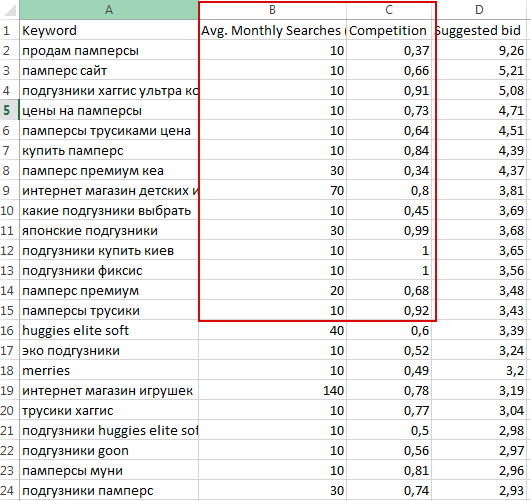 A B C D
1 Keyword Avg. Monthly Searches ( Competition Suggested bid
2 продам памперсы 10 0,37 9,26
3 памперс сайт 10 0,66 5,21
4 подгузники хаггис ультра ко 10 0,91 5,08
5 цены на памперсы 10 0,73 4,71
6 памперсы трусиками цена 10 0,64 4,51
7 купить памперс 10 0,84 4,39
8 памперс премиум кеа 30 0,34 4,37
9 интернет магазин детских и 70 0,8 3,81
10 какие подгузники выбрать 10 0,45 3,69
11 японские подгузники 30 0,99 3,68
12 подгузники купить киев 10 1 3,65
13 подгузники фиксис 10 1 3,56
14 памперс премиум 20 0,68 3,48
15 памперсы трусики 10 0,92 3,43
16 huggies elite soft 40 0,6 3,39
17 эко подгузники 10 0,52 3,24
18 merries 10 0,49 3,2
19 интернет магазин игрушек 140 0,78 3,19
20 трусики хаггис 10 0,77 3,04
21 подгузники huggies elite sof 10 0,5 2,98
22 подгузники goon 10 0,56 2,97
23 памперсы муни 10 0,81 2,96
24 подгузники памперс 30 0,74 2,93